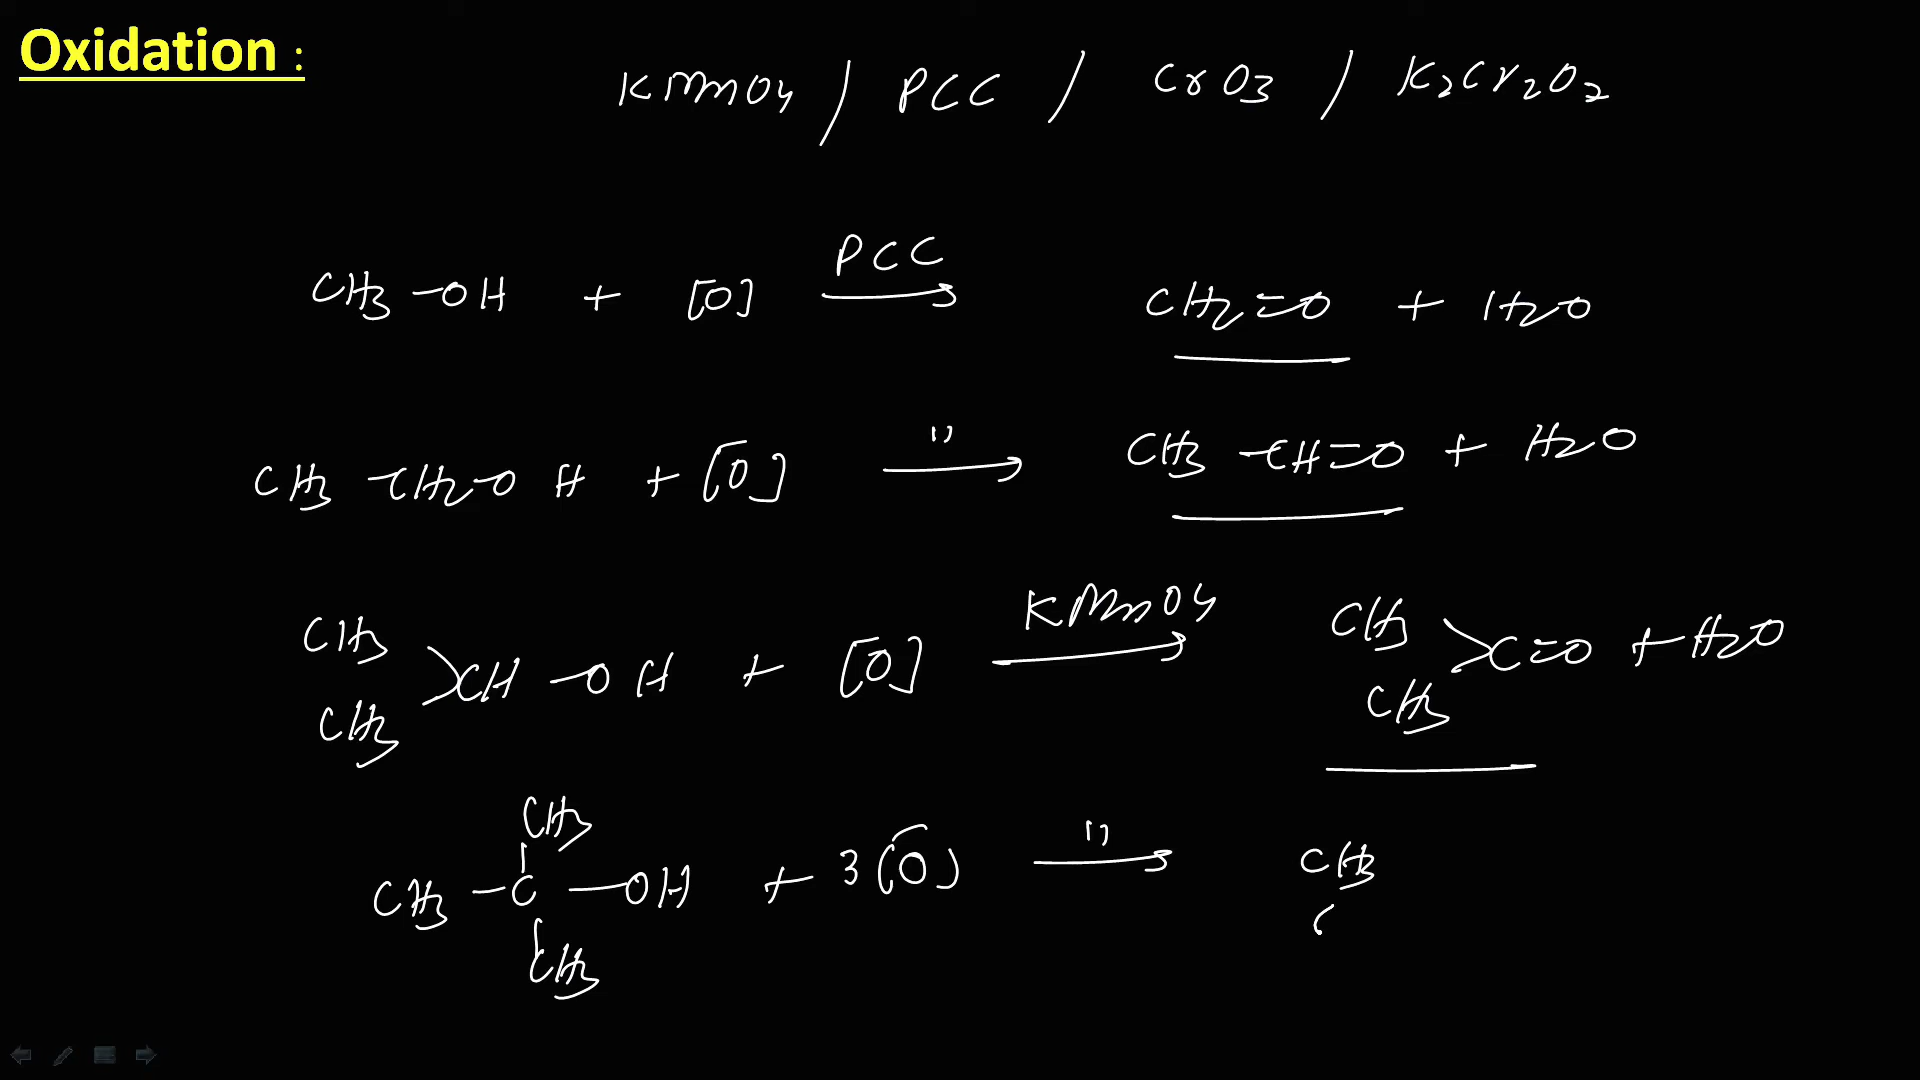 Oxidation :
KMnO4 / PCC / CrO3 / K2Cr2O2
CH3-OH + [O] PCC → CH2=O + H2O
CH3-CH2-OH + [O] " → CH3-CH=O + H2O
CH3
CH3 >CH-OH + [O] KMnO4 → CH3
CH3 >C=O + H2O
CH3
CH3-C-OH + 3[O] " → CH3
CH3